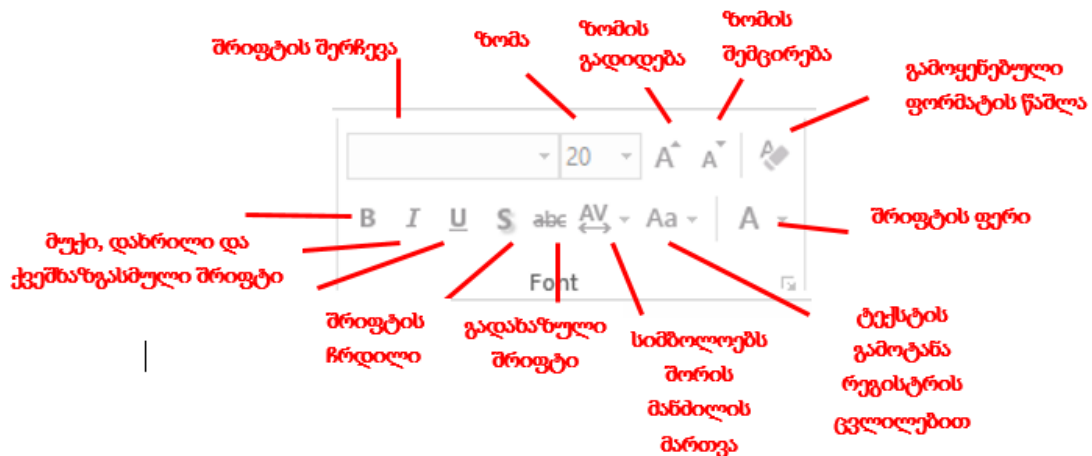 შრიფტის შერჩევა
ზომა
ზომის
გადიდება
ზომის
შემცირება
გამოყენებული
ფორმატის წაშლა
20
A
A
A
B I U S abc AV Aa A
შრიფტის ფერი
მუქი, დახრილი და
ქვეშხაზგასმული შრიფტი
Font
შრიფტის
ჩრდილი
გადახაზული
შრიფტი
სიმბოლოებს
შორის
მანძილის
მართვა
ტექსტის
გამოტანა
რეგისტრის
ცვლილებით